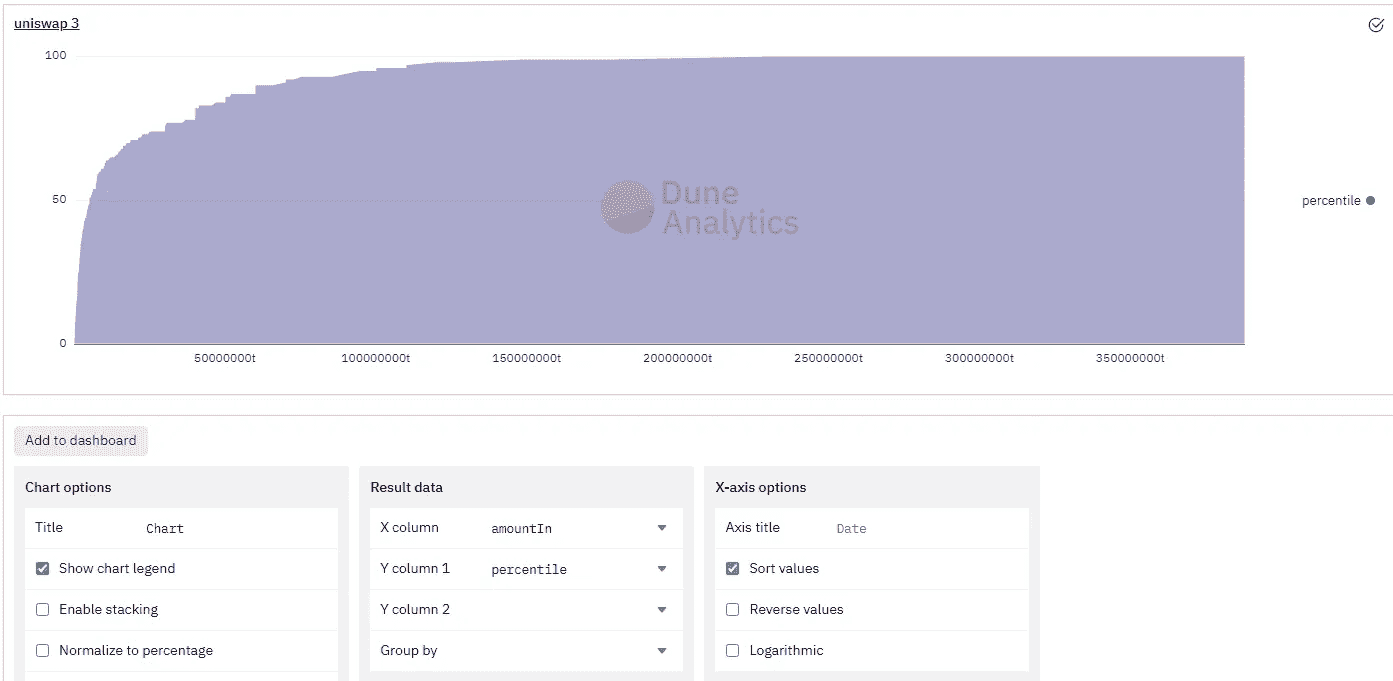 uniswap 3
100
50
0
50000000t 100000000t 150000000t 200000000t 250000000t 300000000t 350000000t
percentile
Dune
Analytics
Add to dashboard
Chart options
Title Chart
Show chart legend
Enable stacking
Normalize to percentage
Result data
X column amountIn
Y column 1 percentile
Y column 2
Group by
X-axis options
Axis title Date
Sort values
Reverse values
Logarithmic